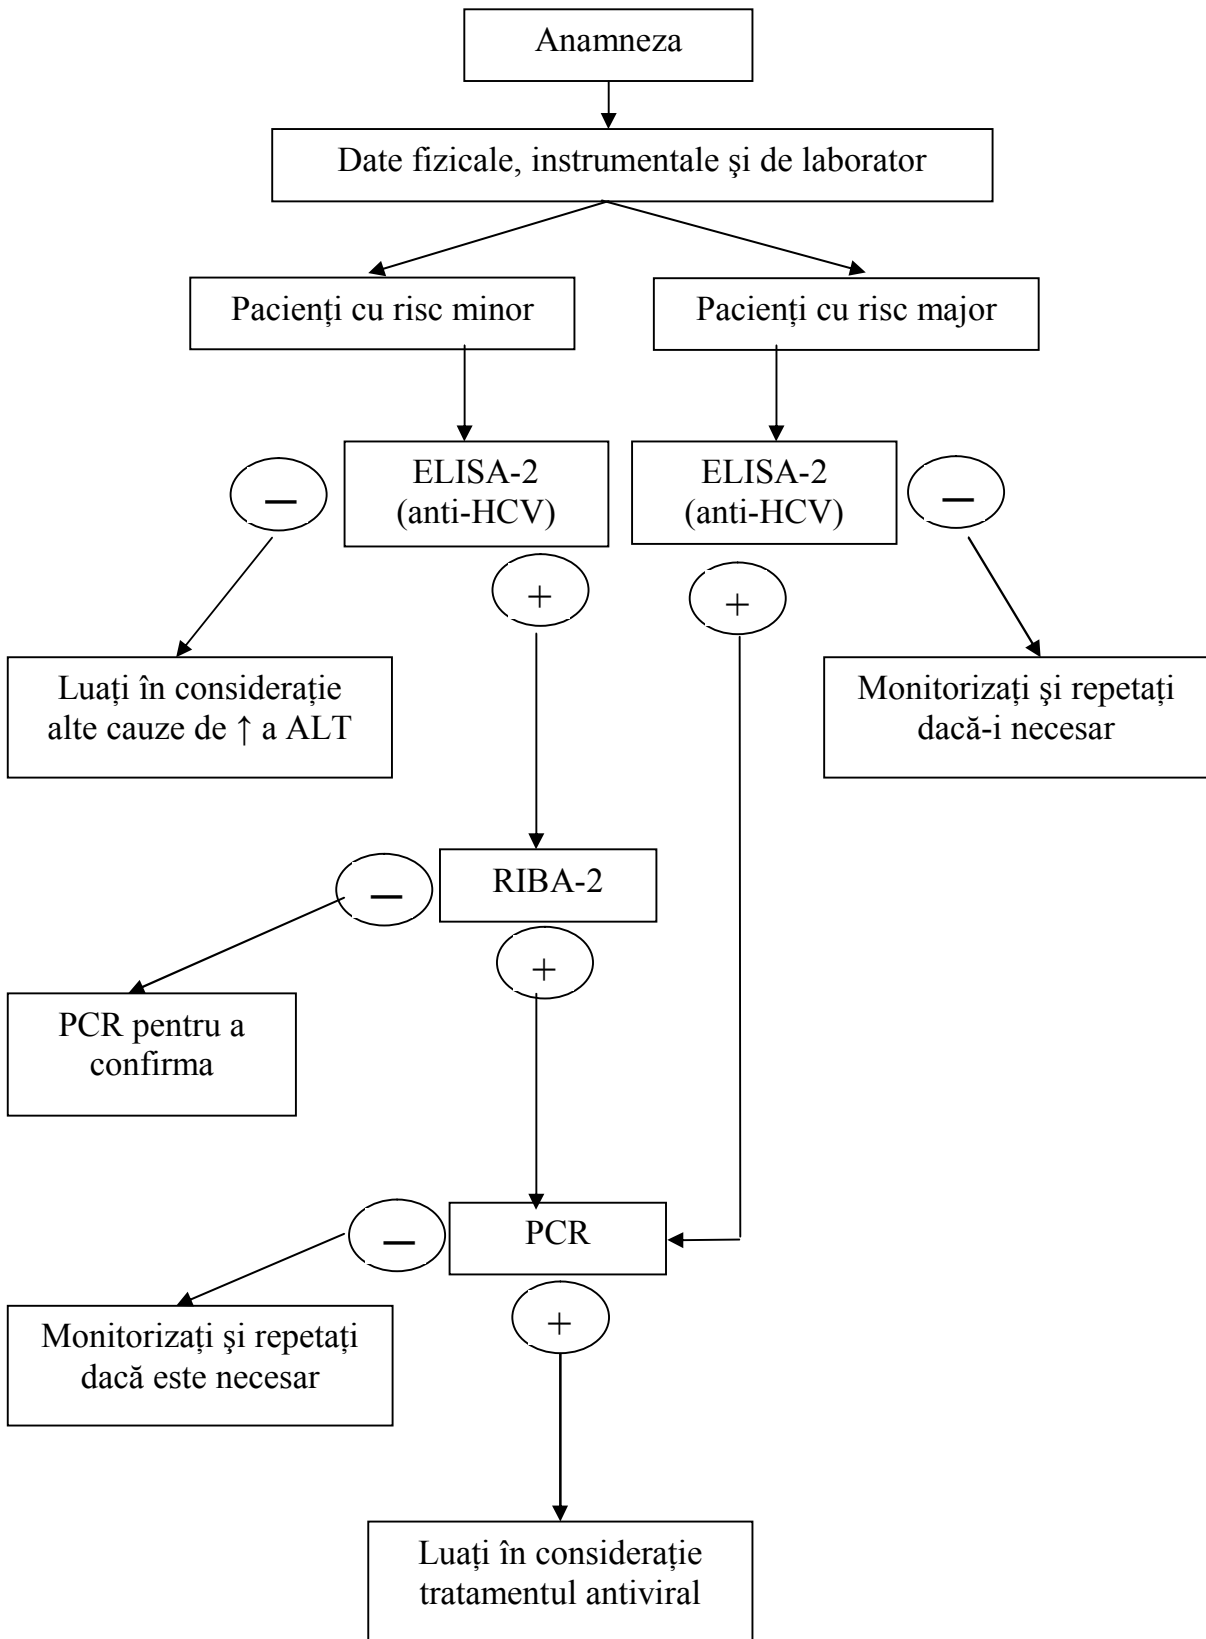 Anamneza
Date fizicale, instrumentale şi de laborator
Pacienți cu risc minor
Pacienți cu risc major
ELISA-2
(anti-HCV)
ELISA-2
(anti-HCV)
–
–
+
+
Luați în considerație
alte cauze de ↑ a ALT
Monitorizați şi repetați
dacă-i necesar
RIBA-2
–
+
PCR pentru a
confirma
PCR
–
+
Monitorizați şi repetați
dacă este necesar
Luați în considerație
tratamentul antiviral